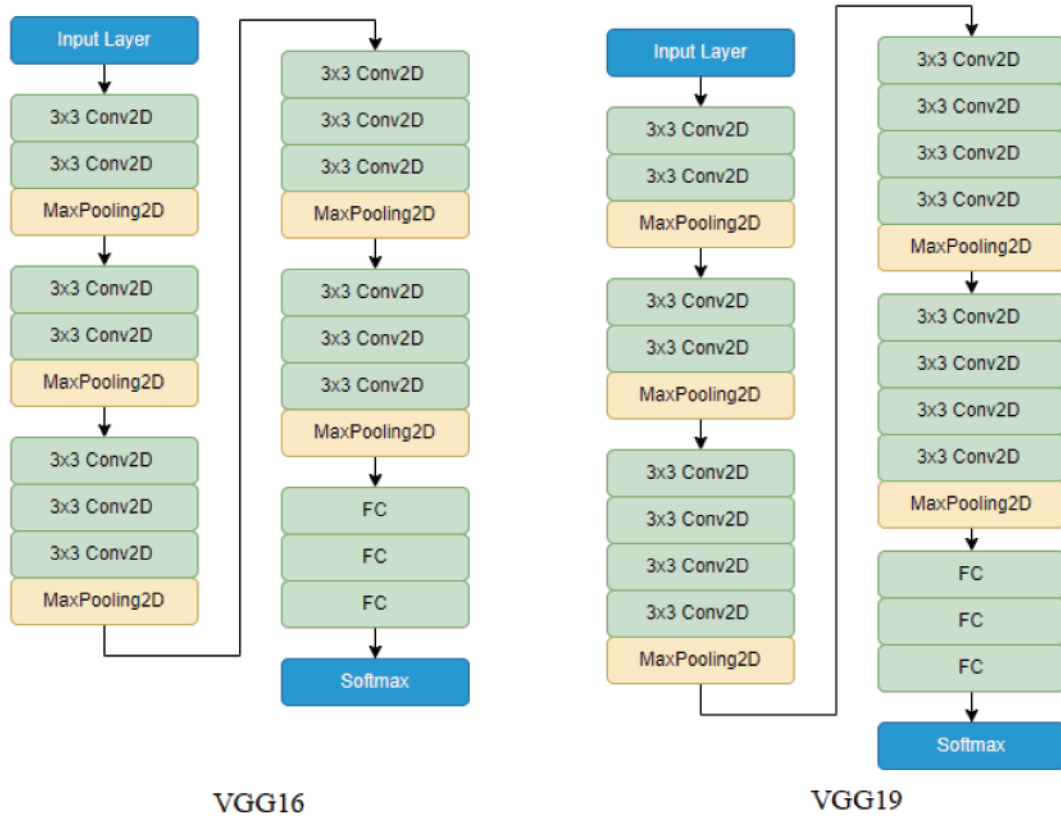 Input Layer
3x3 Conv2D
3x3 Conv2D
MaxPooling2D
3x3 Conv2D
3x3 Conv2D
MaxPooling2D
3x3 Conv2D
3x3 Conv2D
3x3 Conv2D
MaxPooling2D
3x3 Conv2D
3x3 Conv2D
3x3 Conv2D
MaxPooling2D
3x3 Conv2D
3x3 Conv2D
3x3 Conv2D
MaxPooling2D
FC
FC
FC
Softmax
VGG16
Input Layer
3x3 Conv2D
3x3 Conv2D
MaxPooling2D
3x3 Conv2D
3x3 Conv2D
MaxPooling2D
3x3 Conv2D
3x3 Conv2D
3x3 Conv2D
3x3 Conv2D
MaxPooling2D
3x3 Conv2D
3x3 Conv2D
3x3 Conv2D
3x3 Conv2D
MaxPooling2D
3x3 Conv2D
3x3 Conv2D
3x3 Conv2D
3x3 Conv2D
MaxPooling2D
FC
FC
FC
Softmax
VGG19